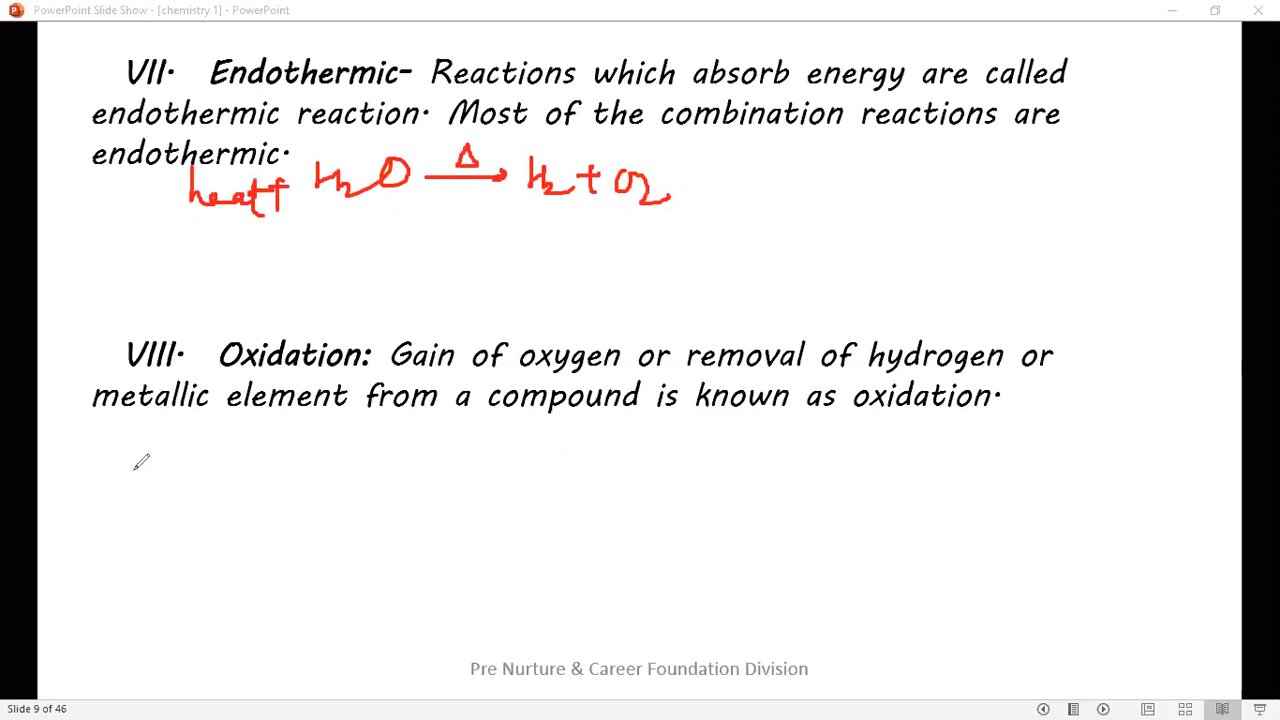 PowerPoint Slide Show - [chemistry 1] - PowerPoint
VII. Endothermic- Reactions which absorb energy are called
endothermic reaction. Most of the combination reactions are
endothermic.
heat↑ H₂O —Δ→ H₂ + O₂
VIII. Oxidation: Gain of oxygen or removal of hydrogen or
metallic element from a compound is known as oxidation.
Pre Nurture & Career Foundation Division
Slide 9 of 46